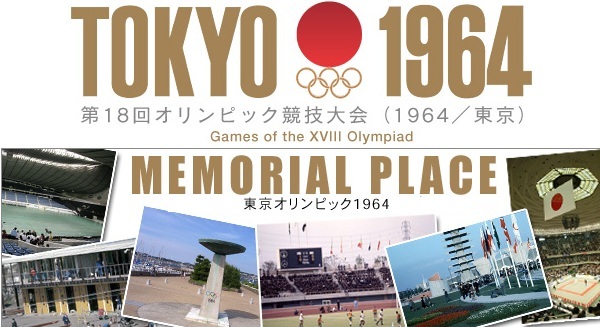 TOKYO 1964
第18回オリンピック競技大会（1964／東京）
Games of the XVIII Olympiad
MEMORIAL PLACE
東京オリンピック1964